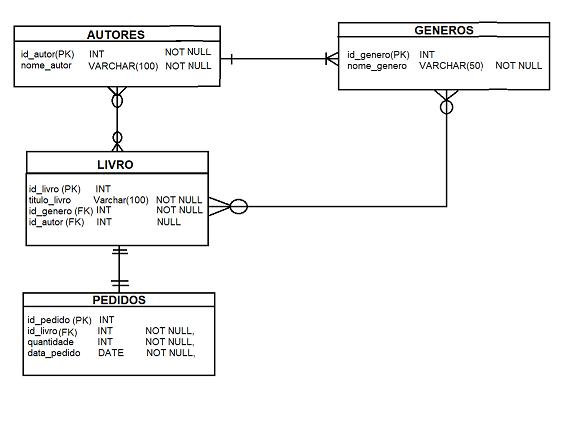 AUTORES
id_autor(PK) INT NOT NULL
nome_autor VARCHAR(100) NOT NULL
GENEROS
id_genero(PK) INT
nome_genero VARCHAR(50) NOT NULL
LIVRO
id_livro (PK) INT
titulo_livro Varchar(100) NOT NULL
id_genero (FK) INT NOT NULL
id_autor (FK) INT NULL
PEDIDOS
id_pedido (PK) INT
id_livro (FK) INT NOT NULL,
quantidade INT NOT NULL,
data_pedido DATE NOT NULL,